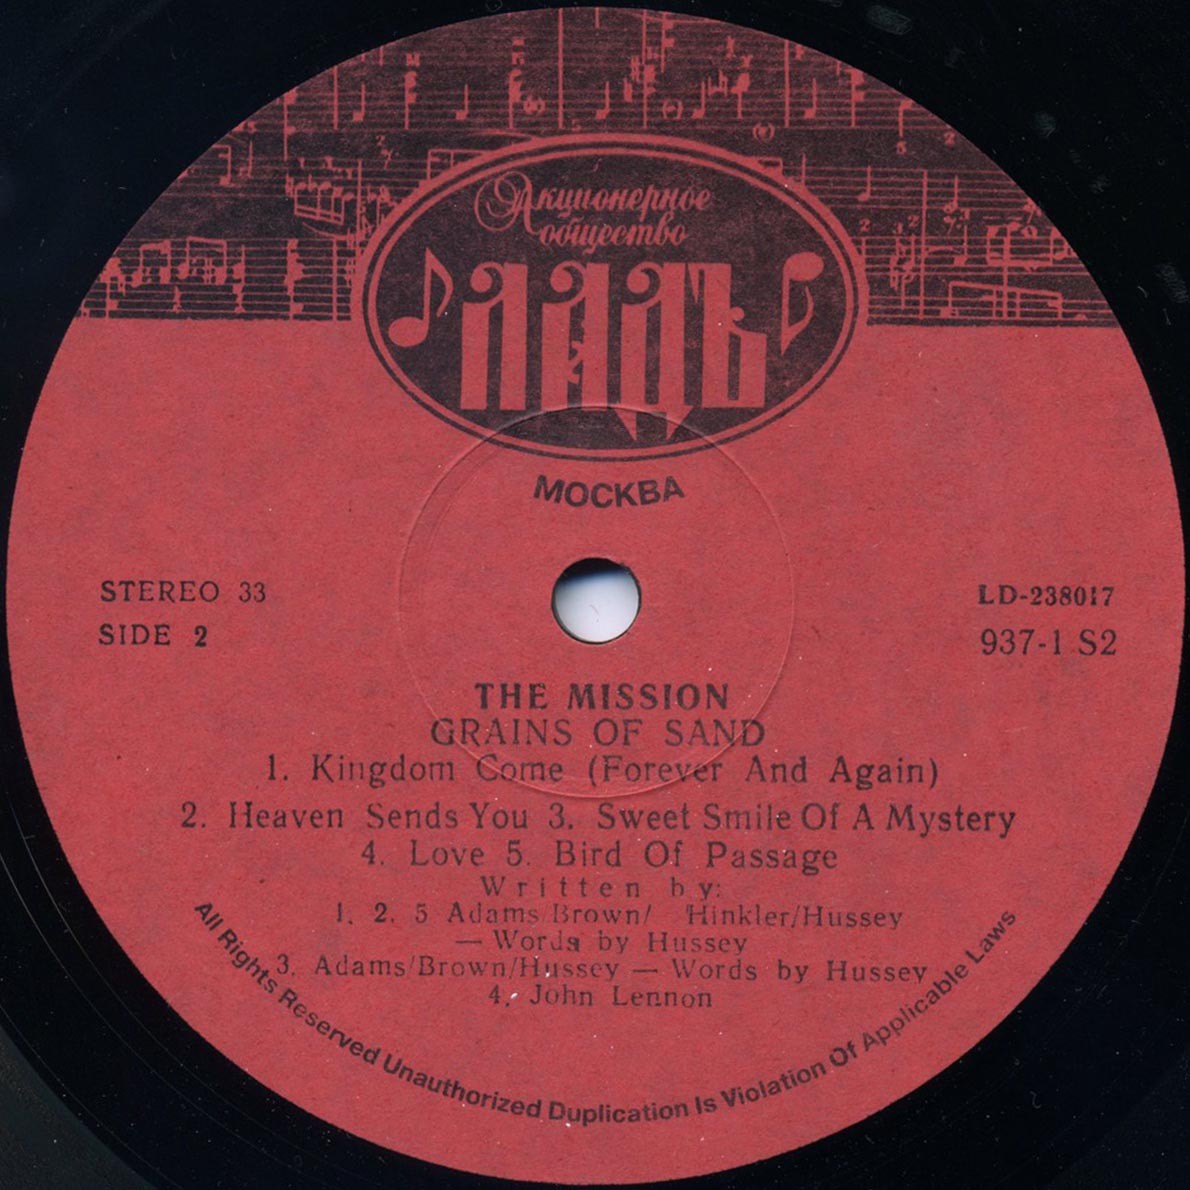 Акционерное
общество
ЛАДЪ
МОСКВА
STEREO 33
SIDE 2
LD-238017
937-1 S2
THE MISSION
GRAINS OF SAND
1. Kingdom Come (Forever And Again)
2. Heaven Sends You 3. Sweet Smile Of A Mystery
4. Love 5. Bird Of Passage
Written by:
1. 2. 5 Adams/Brown/ Hinkler/Hussey
— Words by Hussey
3. Adams/Brown/Hussey — Words by Hussey
4. John Lennon
All Rights Reserved Unauthorized Duplication Is Violation Of Applicable Laws